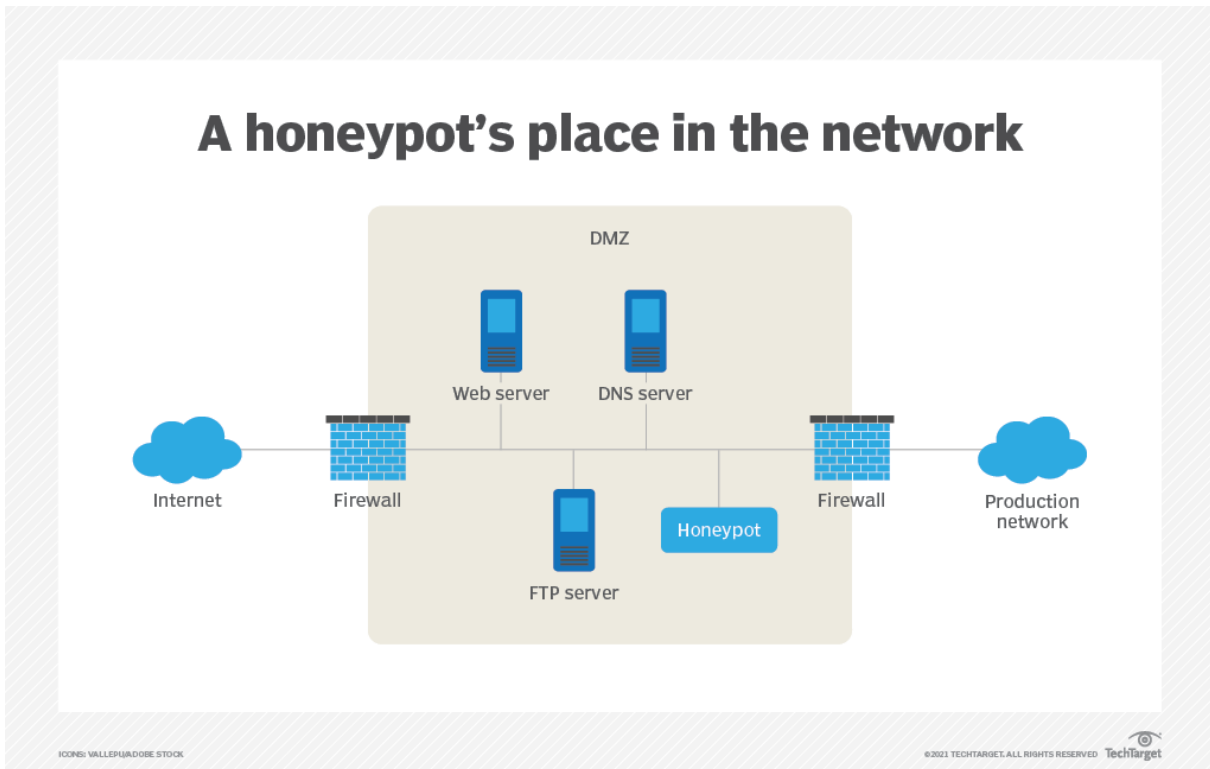 A honeypot’s place in the network
DMZ
Web server
DNS server
Internet
Firewall
Firewall
Production
network
Honeypot
FTP server
ICONS: VALLEPU/ADOBE STOCK
©2021 TECHTARGET. ALL RIGHTS RESERVED TechTarget